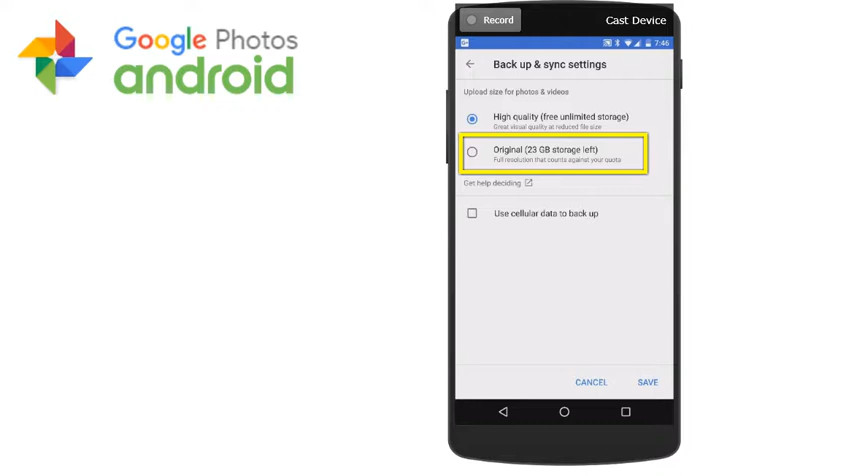 Google Photos
android
Record
Cast Device
7:46
Back up & sync settings
Upload size for photos & videos
High quality (free unlimited storage)
Great visual quality at reduced file size
Original (23 GB storage left)
Full resolution that counts against your quota
Get help deciding
Use cellular data to back up
CANCEL
SAVE